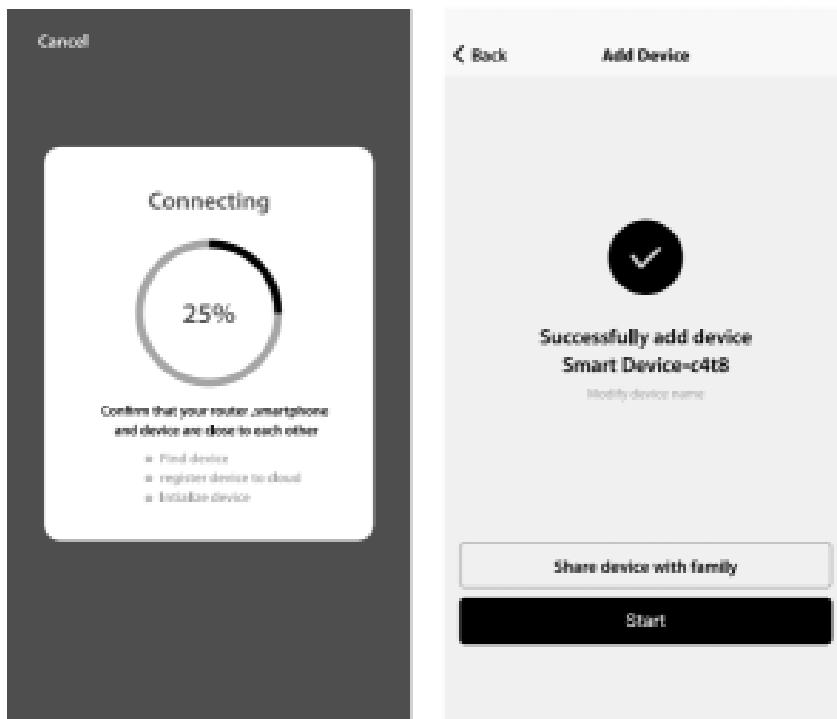 Cancel
Connecting
25%
Confirm that your router ,smartphone
and device are close to each other
Find device
register device to cloud
Initialize device
Back
Add Device
Successfully add device
Smart Device-c4t8
Modify device name
Share device with family
Start